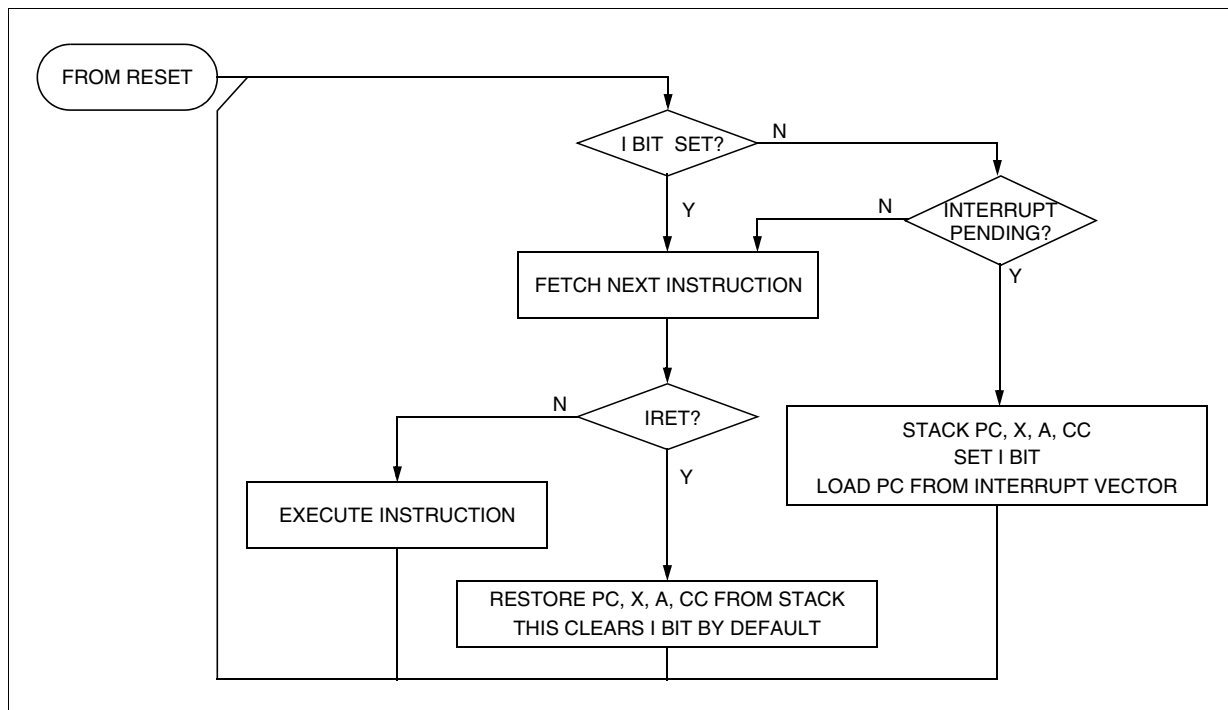 FROM RESET
I BIT SET?
N
Y
N
INTERRUPT
PENDING?
Y
FETCH NEXT INSTRUCTION
N
IRET?
Y
STACK PC, X, A, CC
SET I BIT
LOAD PC FROM INTERRUPT VECTOR
EXECUTE INSTRUCTION
RESTORE PC, X, A, CC FROM STACK
THIS CLEARS I BIT BY DEFAULT